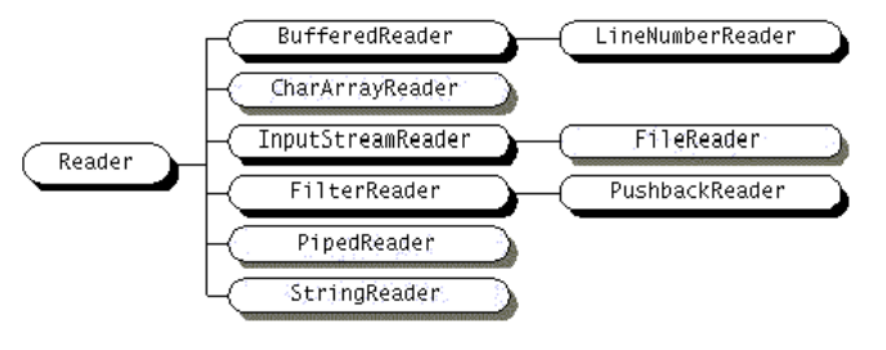 BufferedReader LineNumberReader
CharArrayReader
InputStreamReader FileReader
Reader
FilterReader PushbackReader
PipedReader
StringReader